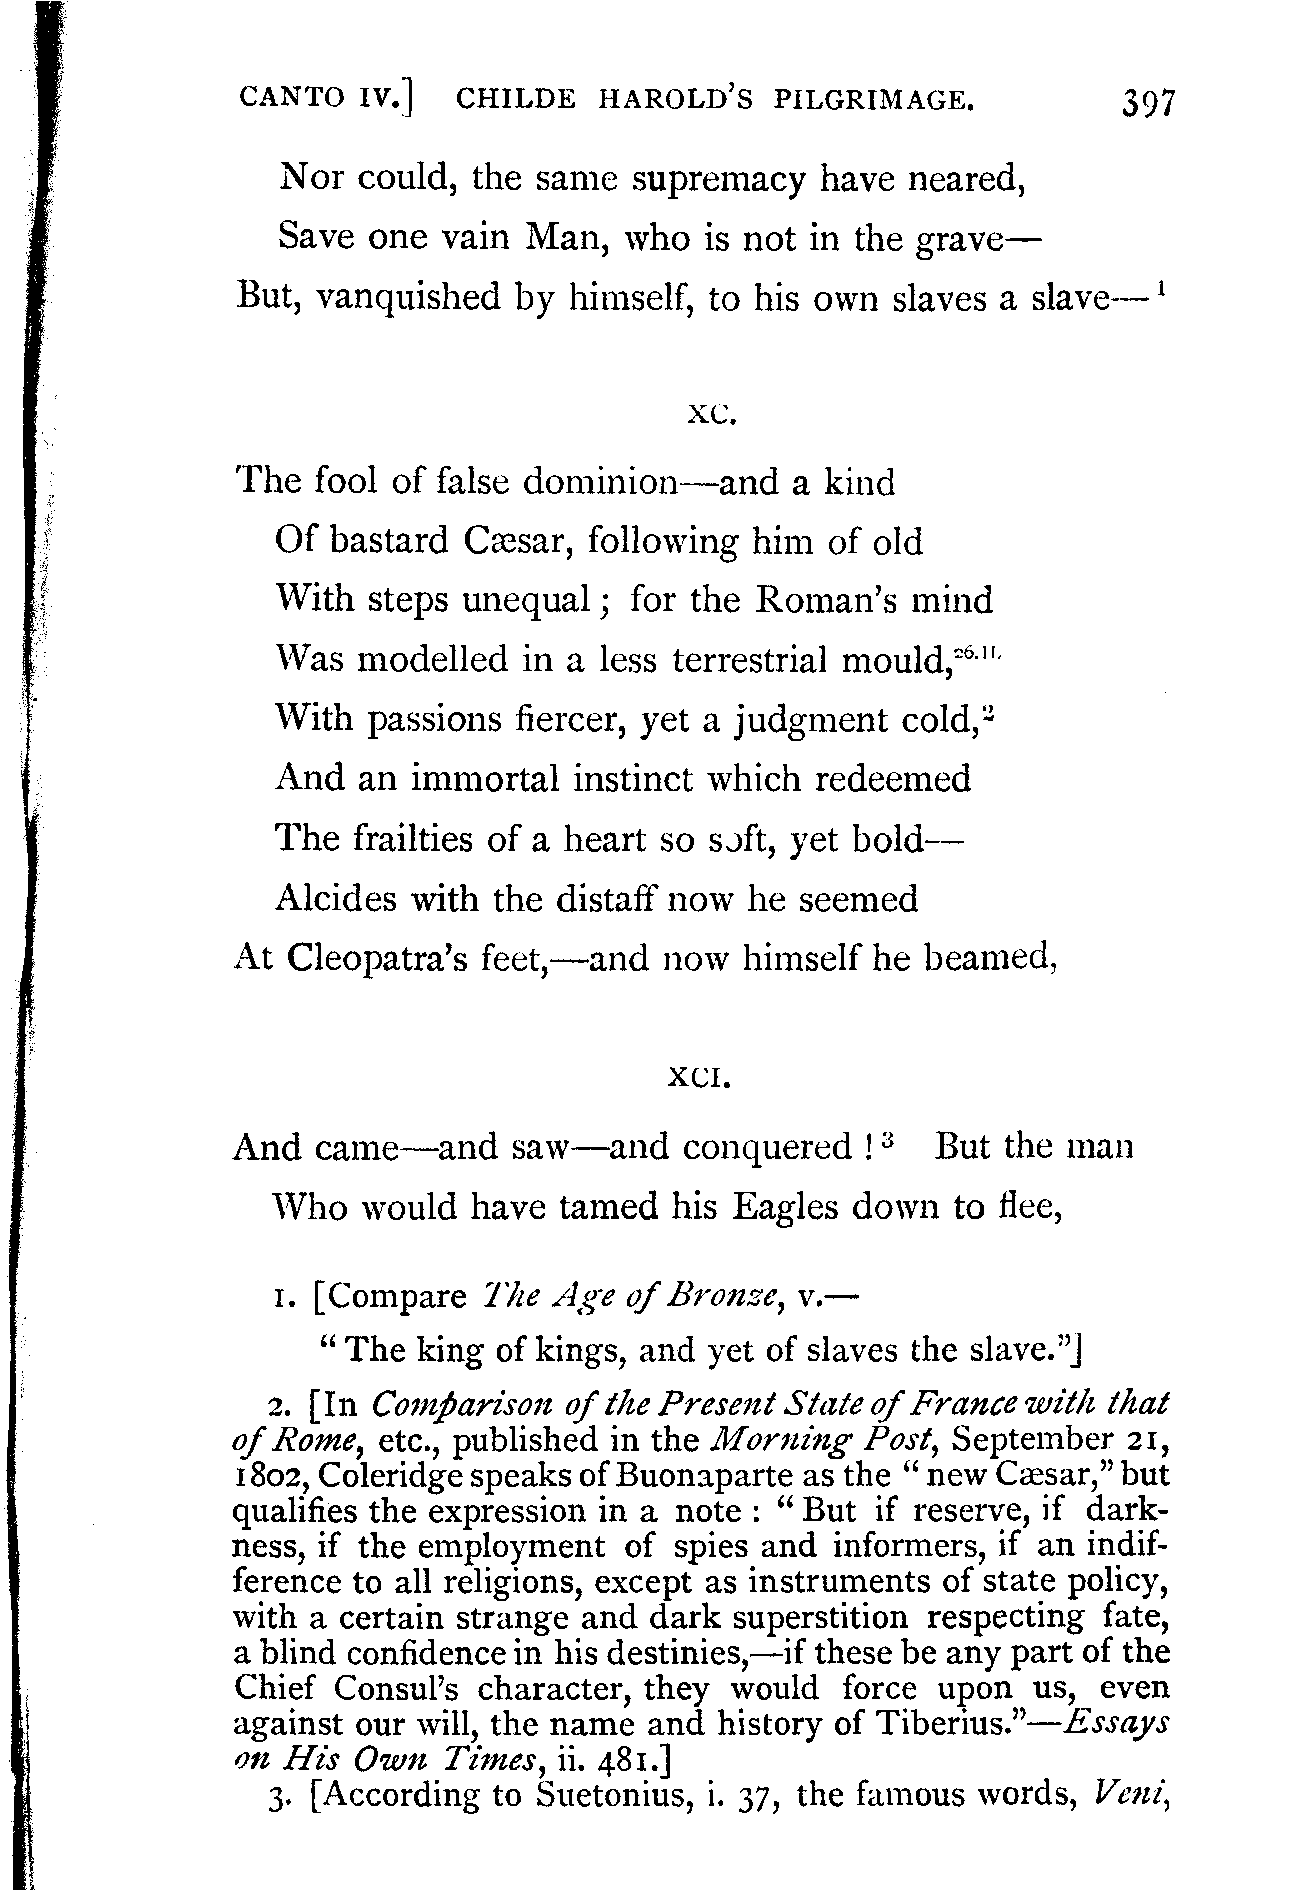 CANTO IV.] CHILDE HAROLD'S PILGRIMAGE. 397
Nor could, the same supremacy have neared,
Save one vain Man, who is not in the grave—
But, vanquished by himself, to his own slaves a slave— 1
XC.
The fool of false dominion—and a kind
Of bastard Cæsar, following him of old
With steps unequal; for the Roman's mind
Was modelled in a less terrestrial mould, 26.H.
With passions fiercer, yet a judgment cold, 2
And an immortal instinct which redeemed
The frailties of a heart so soft, yet bold—
Alcides with the distaff now he seemed
At Cleopatra's feet,—and now himself he beamed,
XCI.
And came—and saw—and conquered! 3 But the man
Who would have tamed his Eagles down to flee,
1. [Compare The Age of Bronze, v.—
"The king of kings, and yet of slaves the slave."]
2. [In Comparison of the Present State of France with that
of Rome, etc., published in the Morning Post, September 21,
1802, Coleridge speaks of Buonaparte as the "new Cæsar," but
qualifies the expression in a note: "But if reserve, if dark-
ness, if the employment of spies and informers, if an indif-
ference to all religions, except as instruments of state policy,
with a certain strange and dark superstition respecting fate,
a blind confidence in his destinies,—if these be any part of the
Chief Consul's character, they would force upon us, even
against our will, the name and history of Tiberius."—Essays
on His Own Times, ii. 481.]
3. [According to Suetonius, i. 37, the famous words, Veni,